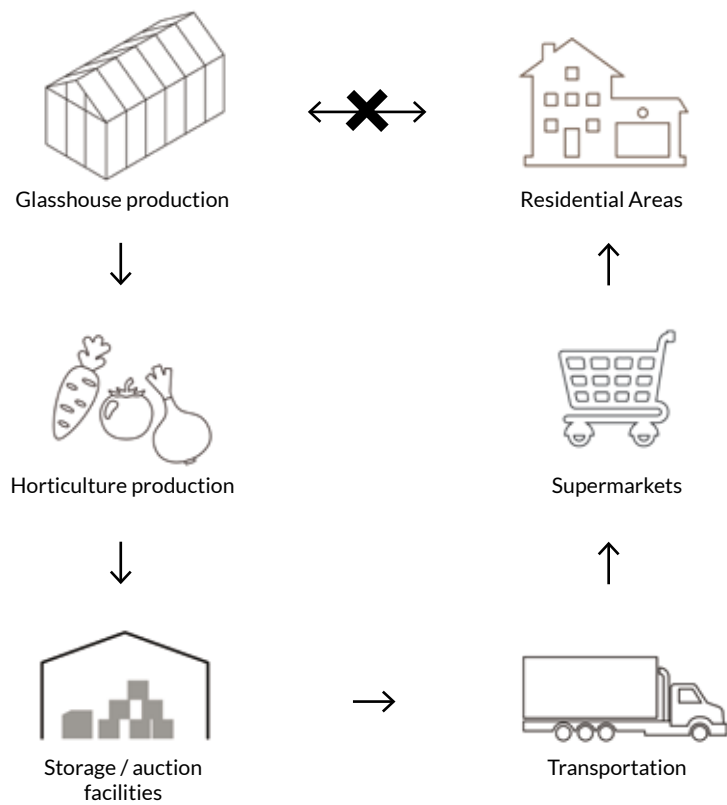 Glasshouse production
Residential Areas
Horticulture production
Supermarkets
Storage / auction
facilities
Transportation